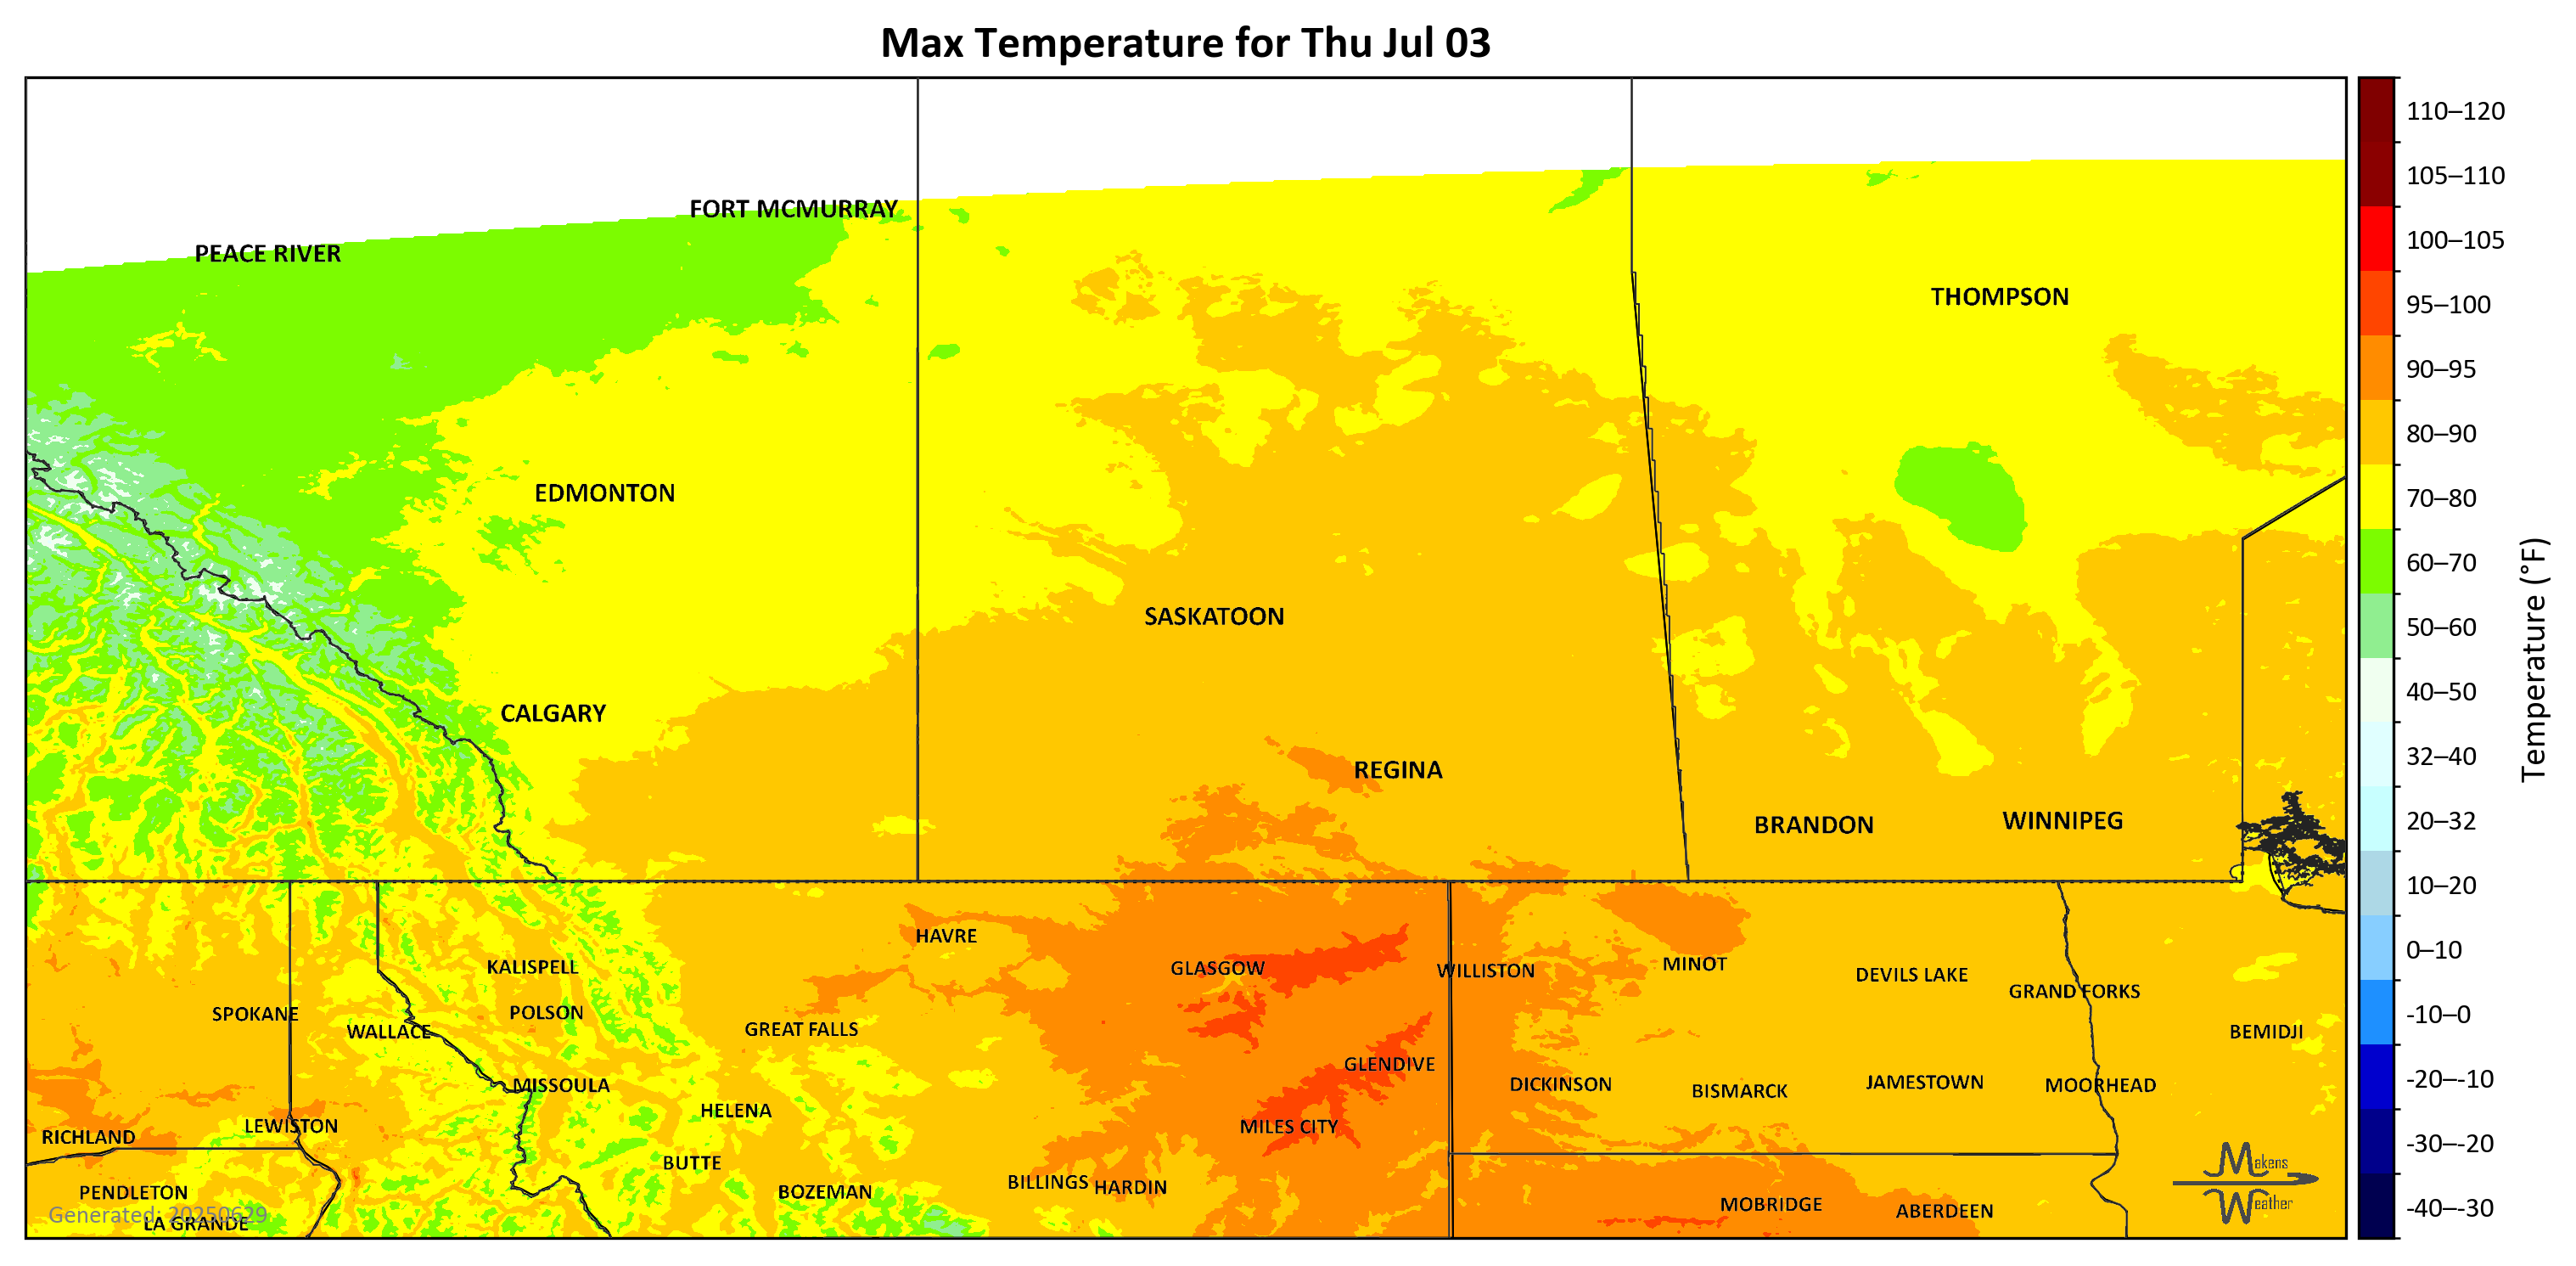 Max Temperature for Thu Jul 03
FORT MCMURRAY
PEACE RIVER
THOMPSON
EDMONTON
SASKATOON
CALGARY
REGINA
BRANDON
WINNIPEG
HAVRE
KALISPELL
GLASGOW
WILLISTON
MINOT
DEVILS LAKE
GRAND FORKS
SPOKANE
POLSON
WALLACE
GREAT FALLS
BEMIDJI
GLENDIVE
MISSOULA
DICKINSON
BISMARCK
JAMESTOWN
MOORHEAD
HELENA
LEWISTON
MILES CITY
RICHLAND
BUTTE
BILLINGS
HARDIN
PENDLETON
BOZEMAN
MOBRIDGE
ABERDEEN
LA GRANDE
Generated: 20250629
Makens
Weather
110–120
105–110
100–105
95–100
90–95
80–90
70–80
60–70
50–60
40–50
32–40
20–32
10–20
0–10
-10–0
-20–-10
-30–-20
-40–-30
Temperature (°F)